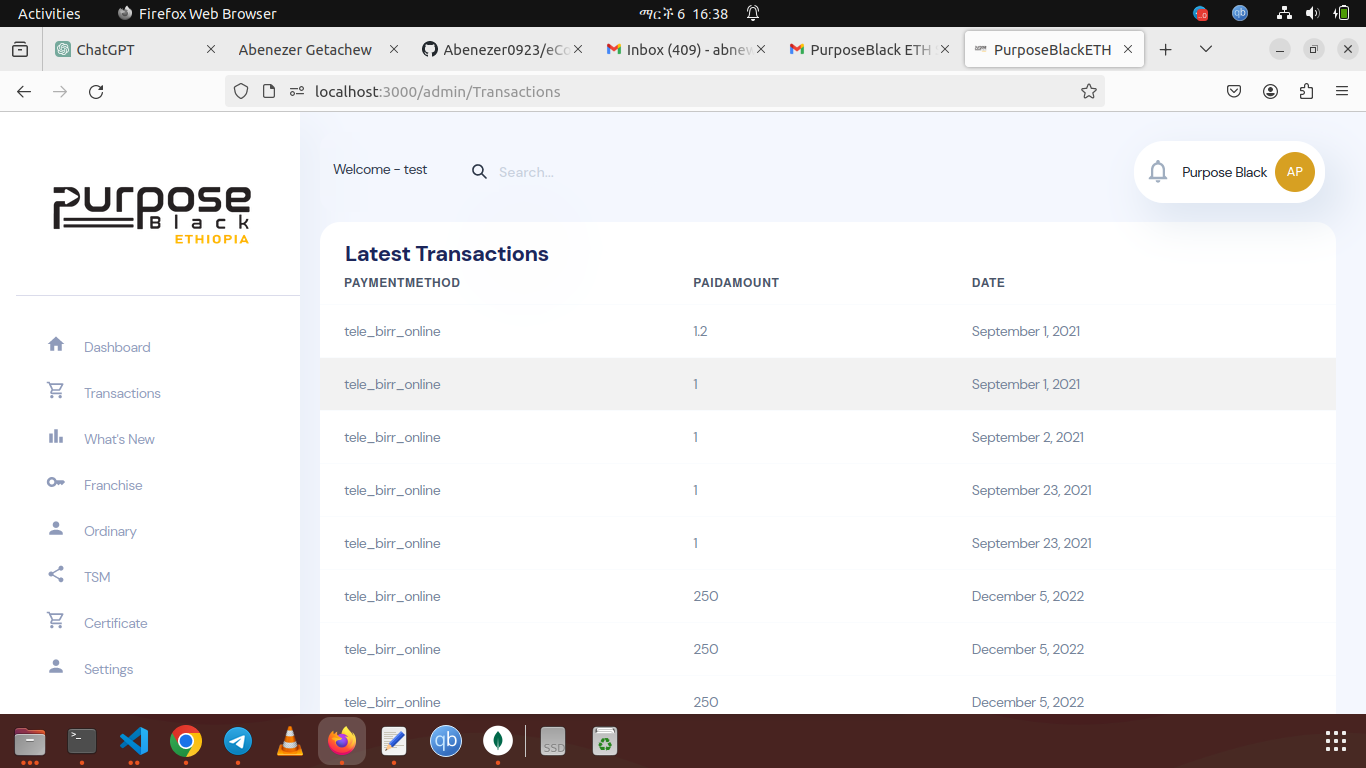 Activities Firefox Web Browser ማርች 6 16:38
ChatGPT Abenezer Getachew Abenezer0923/eCo Inbox (409) - abnew PurposeBlack ETH PurposeBlackETH
localhost:3000/admin/Transactions
Purpose
Black
ETHIOPIA
Welcome - test Search... Purpose Black AP
Latest Transactions
PAYMENTMETHOD PAIDAMOUNT DATE
tele_birr_online 1.2 September 1, 2021
tele_birr_online 1 September 1, 2021
tele_birr_online 1 September 2, 2021
tele_birr_online 1 September 23, 2021
tele_birr_online 1 September 23, 2021
tele_birr_online 250 December 5, 2022
tele_birr_online 250 December 5, 2022
tele_birr_online 250 December 5, 2022
Dashboard
Transactions
What's New
Franchise
Ordinary
TSM
Certificate
Settings
qb
SSD